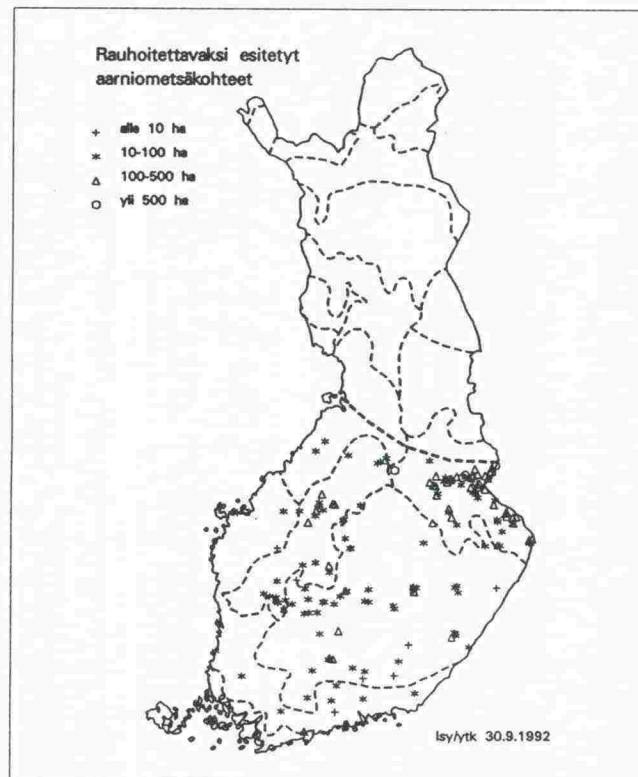 Rauhoitettavaksi esitetyt
aarniometsäkohteet
+ alle 10 ha
* 10-100 ha
△ 100-500 ha
○ yli 500 ha
lsy/ytk 30.9.1992